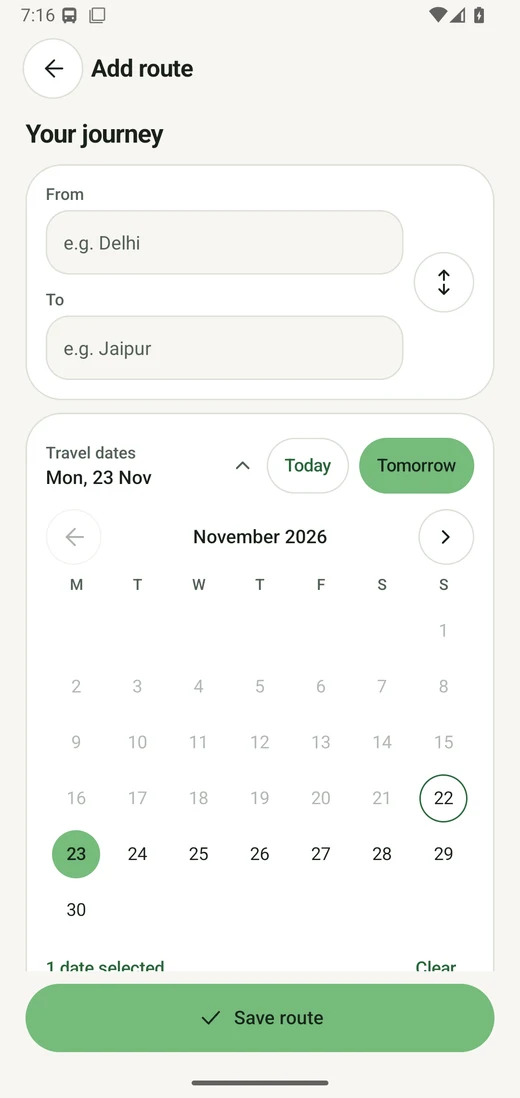 7:16
Add route
Your journey
From
e.g. Delhi
To
e.g. Jaipur
Travel dates
Mon, 23 Nov
Today
Tomorrow
November 2026
M T W T F S S
1
2 3 4 5 6 7 8
9 10 11 12 13 14 15
16 17 18 19 20 21 22
23 24 25 26 27 28 29
30
1 date selected Clear
Save route